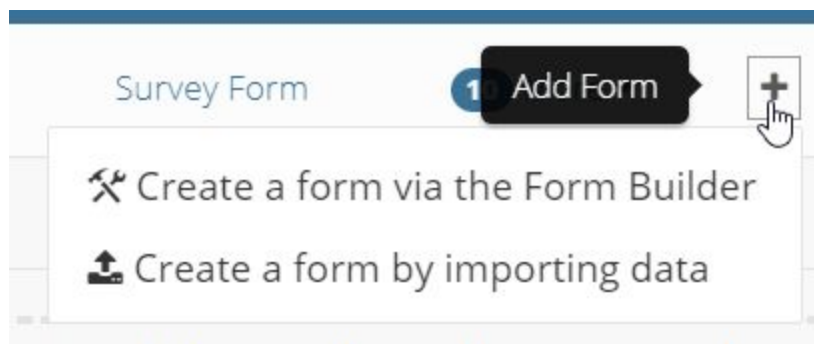 Survey Form
Add Form
Create a form via the Form Builder
Create a form by importing data